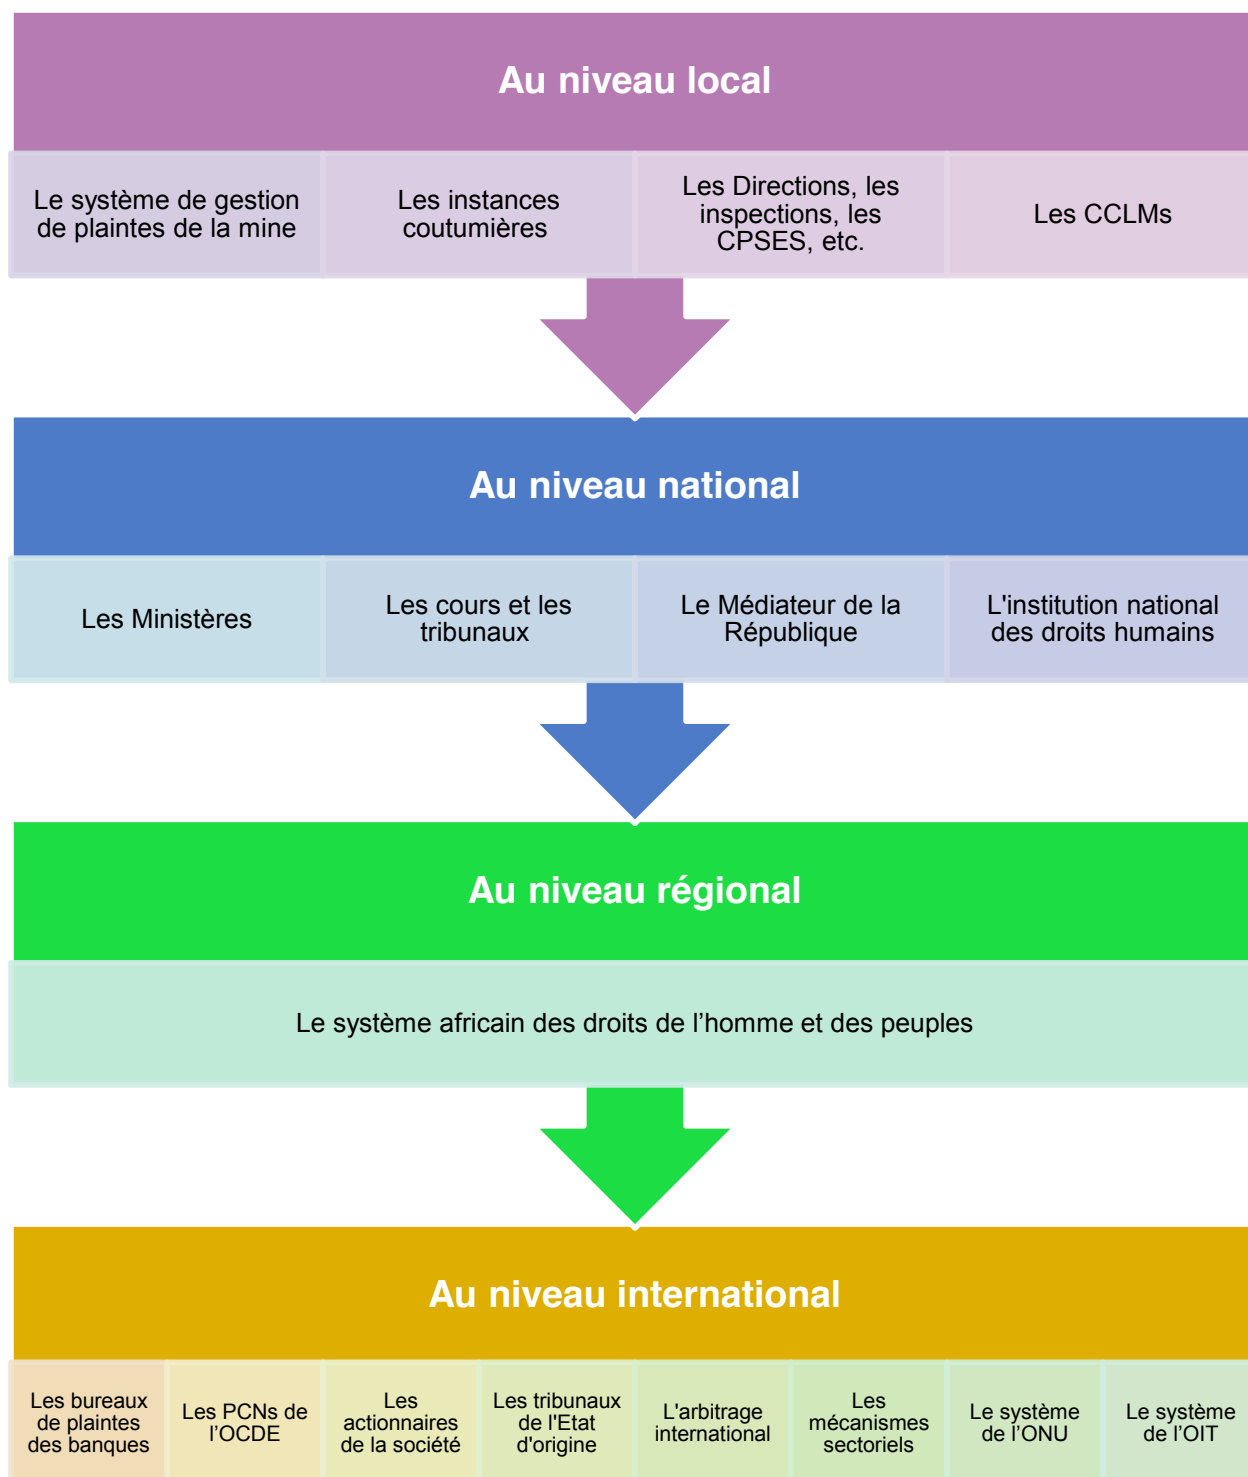 Au niveau local
Le système de gestion
de plaintes de la mine
Les instances
coutumières
Les Directions, les
inspections, les
CPSES, etc.
Les CCLMs
Au niveau national
Les Ministères
Les cours et les
tribunaux
Le Médiateur de la
République
L'institution national
des droits humains
Au niveau régional
Le système africain des droits de l’homme et des peuples
Au niveau international
Les bureaux
de plaintes
des banques
Les PCNs de
l’OCDE
Les
actionnaires
de la société
Les tribunaux
de l'Etat
d'origine
L'arbitrage
international
Les
mécanismes
sectoriels
Le système
de l’ONU
Le système
de l’OIT